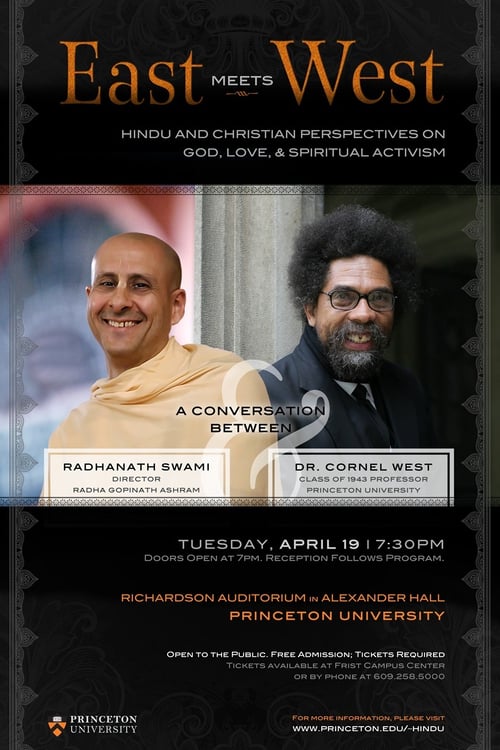 East MEETS West
HINDU AND CHRISTIAN PERSPECTIVES ON
GOD, LOVE, & SPIRITUAL ACTIVISM
&
A CONVERSATION
BETWEEN
RADHANATH SWAMI
DIRECTOR
RADHA GOPINATH ASHRAM
DR. CORNEL WEST
CLASS OF 1943 PROFESSOR
PRINCETON UNIVERSITY
TUESDAY, APRIL 19 | 7:30PM
DOORS OPEN AT 7PM. RECEPTION FOLLOWS PROGRAM.
RICHARDSON AUDITORIUM IN ALEXANDER HALL
PRINCETON UNIVERSITY
OPEN TO THE PUBLIC. FREE ADMISSION; TICKETS REQUIRED
TICKETS AVAILABLE AT FRIST CAMPUS CENTER
OR BY PHONE AT 609.258.5000
PRINCETON
UNIVERSITY
FOR MORE INFORMATION, PLEASE VISIT
WWW.PRINCETON.EDU/~HINDU